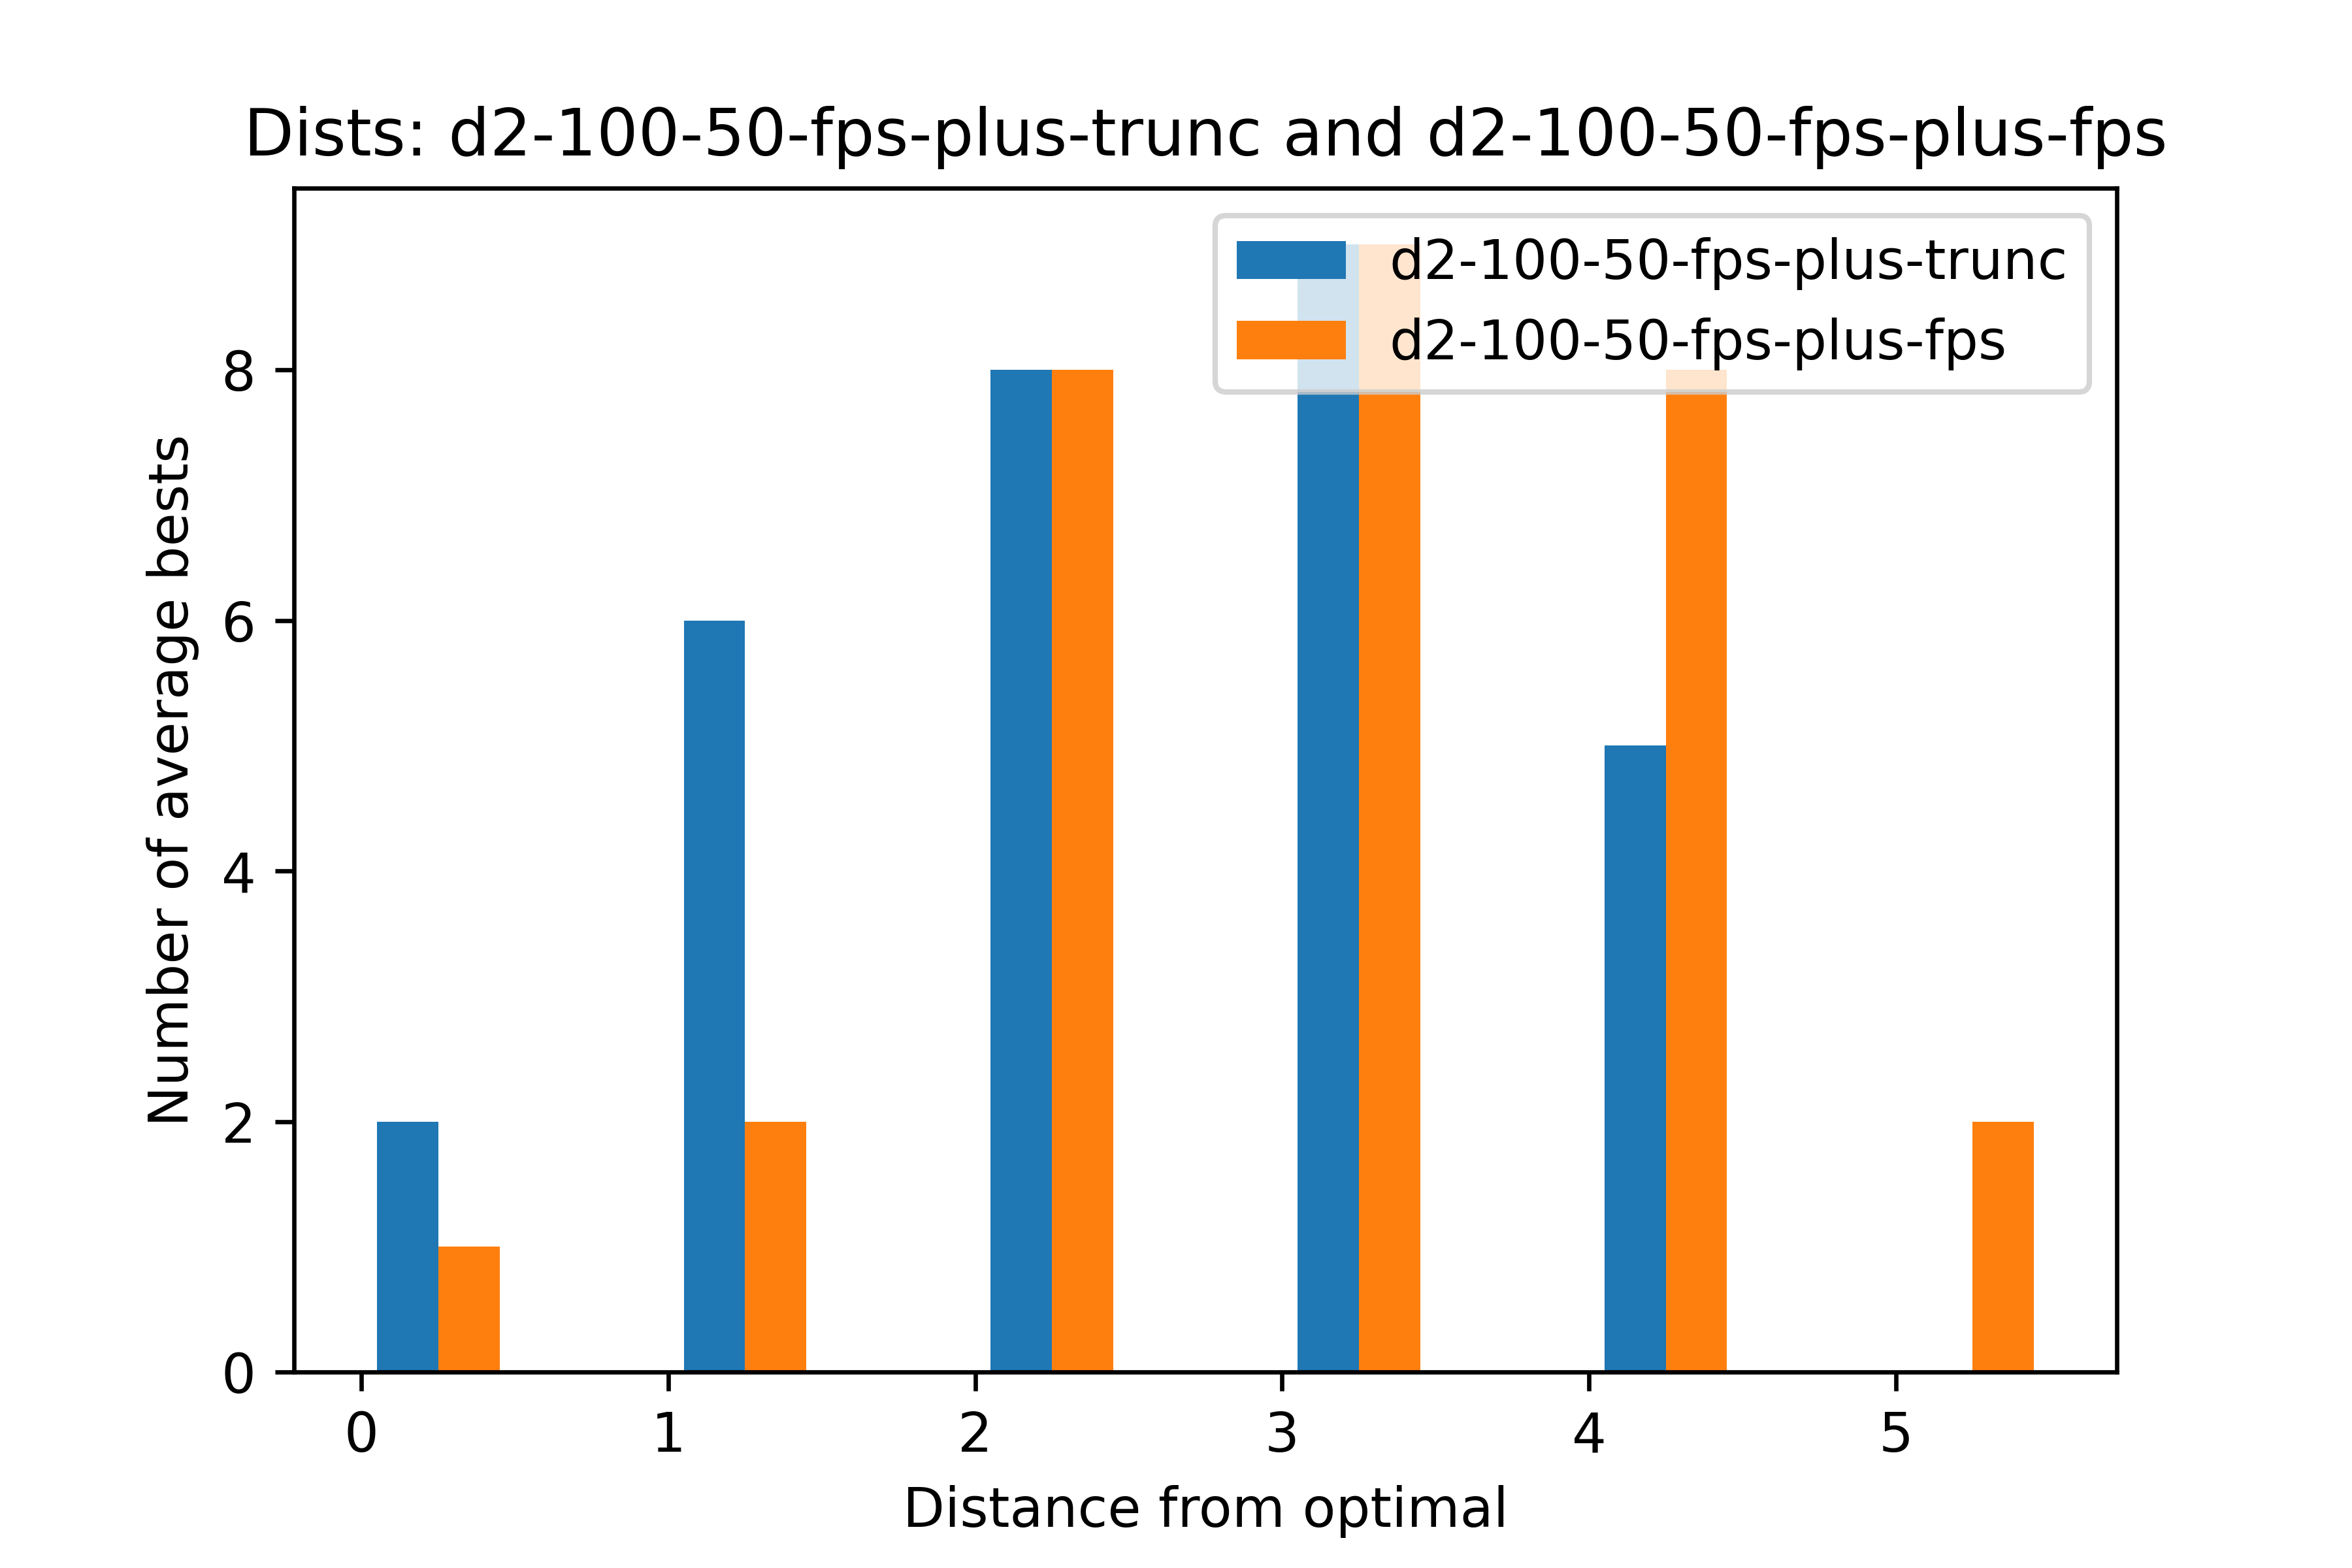 Dists: d2-100-50-fps-plus-trunc and d2-100-50-fps-plus-fps
d2-100-50-fps-plus-trunc
d2-100-50-fps-plus-fps
Number of average bests
8
6
4
2
0
0 1 2 3 4 5
Distance from optimal